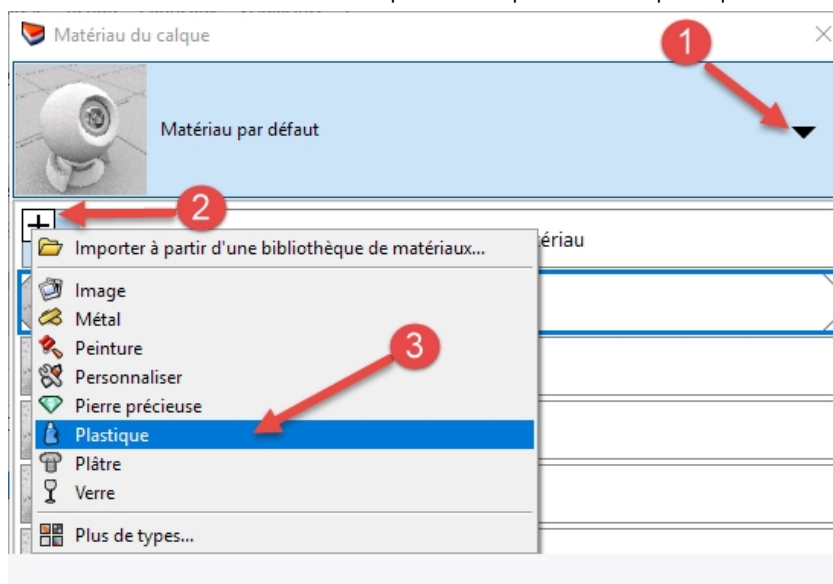 Matériau du calque
1
Matériau par défaut
2
ériau
Importer à partir d'une bibliothèque de matériaux...
Image
Métal
Peinture
3
Personnaliser
Pierre précieuse
Plastique
Plâtre
Verre
Plus de types...